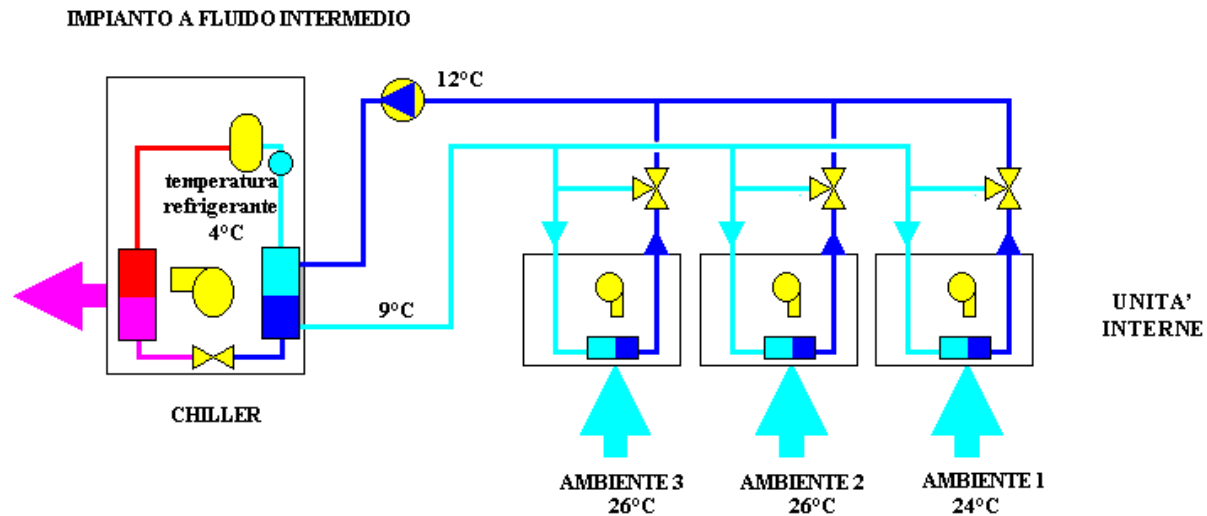 IMPIANTO A FLUIDO INTERMEDIO
12°C
temperatura
refrigerante
4°C
9°C
UNITA'
INTERNE
CHILLER
AMBIENTE 3
26°C
AMBIENTE 2
26°C
AMBIENTE 1
24°C